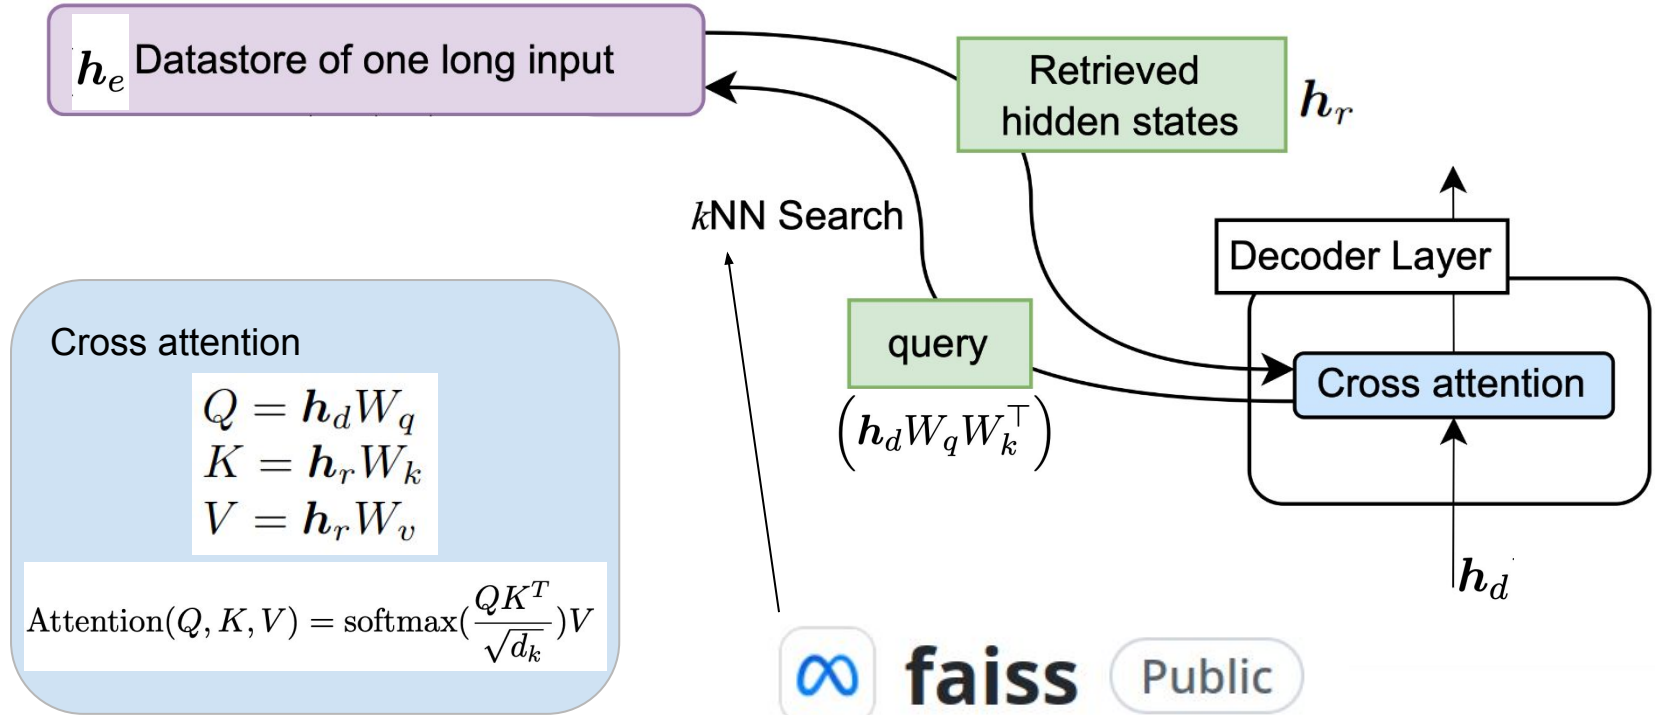 h_e Datastore of one long input
Retrieved
hidden states
h_r
kNN Search
Decoder Layer
query
Cross attention
(h_d W_q W_k^⊤)
h_d
Cross attention
Q = h_d W_q
K = h_r W_k
V = h_r W_v
Attention(Q, K, V) = softmax(QK^T / √d_k)V
faiss Public